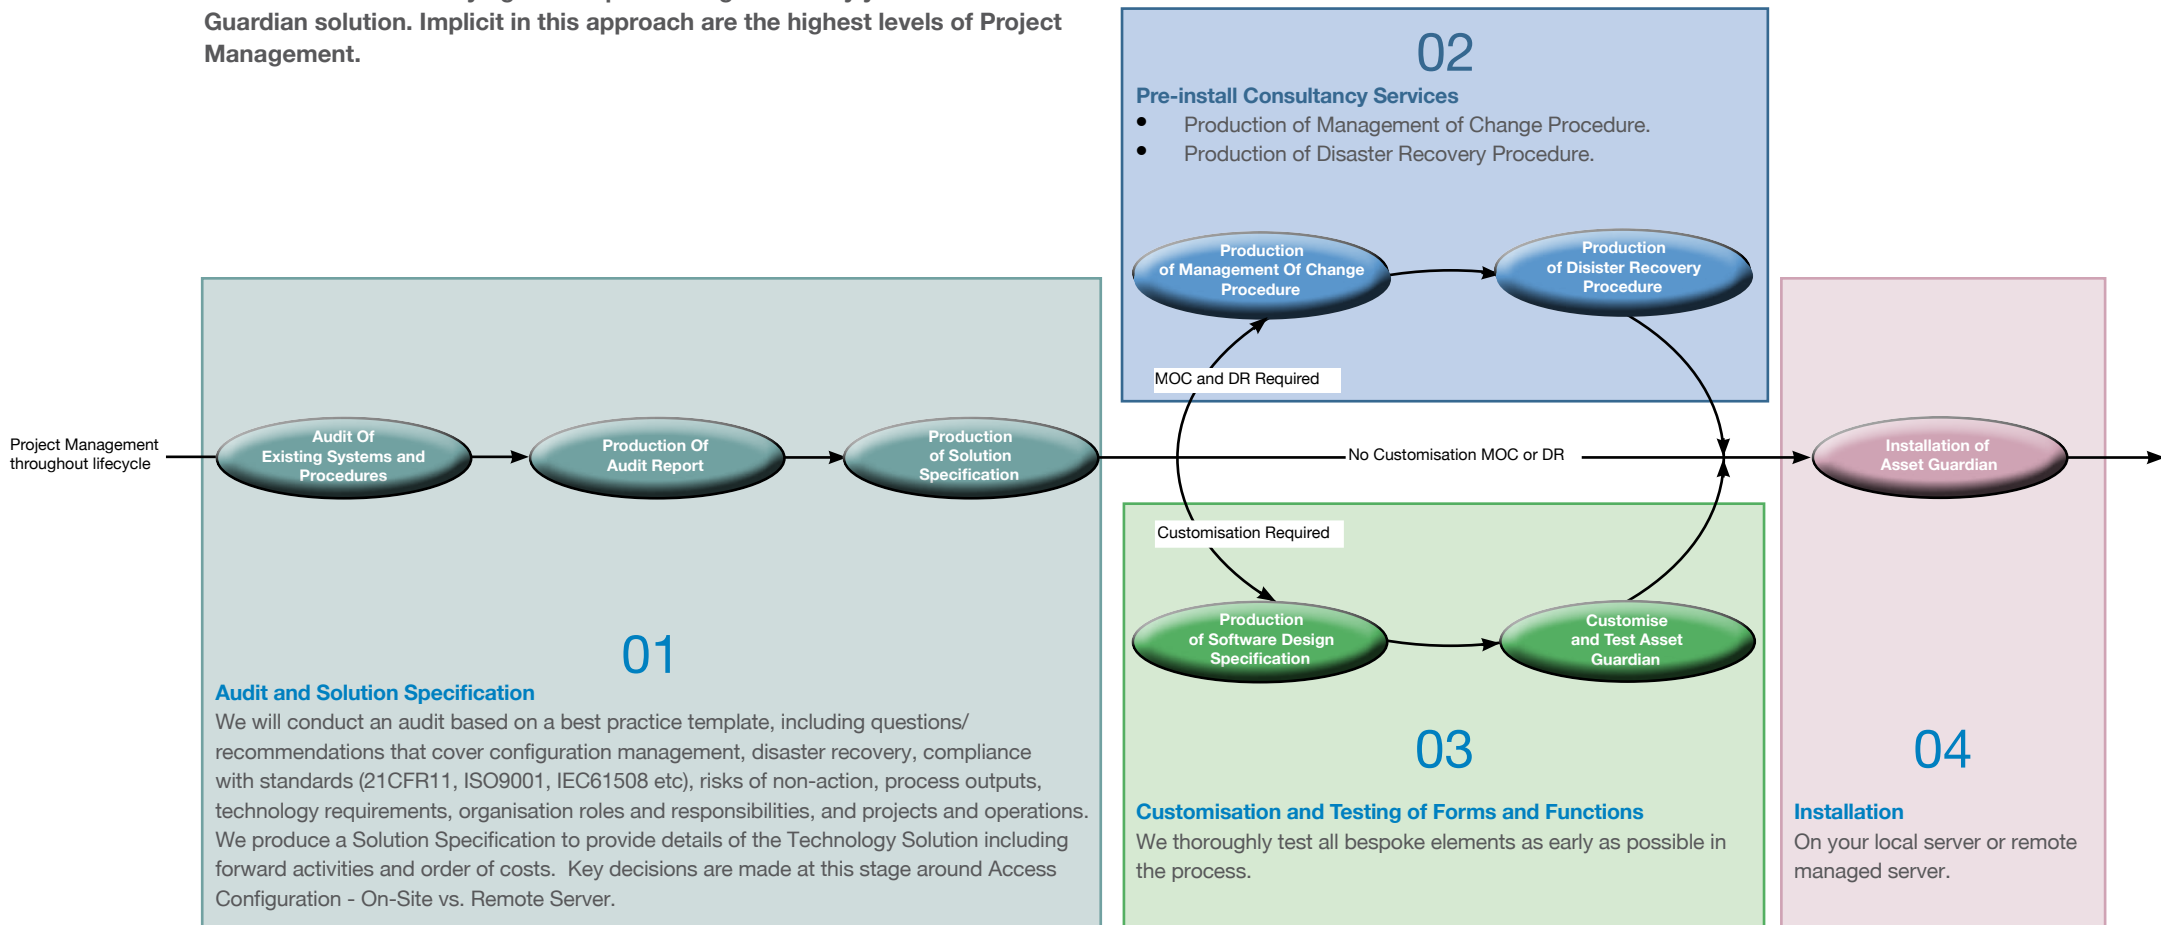 Guardian solution. Implicit in this approach are the highest levels of Project
Management.
02
Pre-install Consultancy Services
• Production of Management of Change Procedure.
• Production of Disaster Recovery Procedure.
Production
of Management Of Change
Procedure
Production
of Disister Recovery
Procedure
MOC and DR Required
Project Management
throughout lifecycle
Audit Of
Existing Systems and
Procedures
Production Of
Audit Report
Production
of Solution
Specification
No Customisation MOC or DR
Installation of
Asset Guardian
Customisation Required
Production
of Software Design
Specification
Customise
and Test Asset
Guardian
01
Audit and Solution Specification
We will conduct an audit based on a best practice template, including questions/
recommendations that cover configuration management, disaster recovery, compliance
with standards (21CFR11, ISO9001, IEC61508 etc), risks of non-action, process outputs,
technology requirements, organisation roles and responsibilities, and projects and operations.
We produce a Solution Specification to provide details of the Technology Solution including
forward activities and order of costs.  Key decisions are made at this stage around Access
Configuration - On-Site vs. Remote Server.
03
Customisation and Testing of Forms and Functions
We thoroughly test all bespoke elements as early as possible in
the process.
04
Installation
On your local server or remote
managed server.